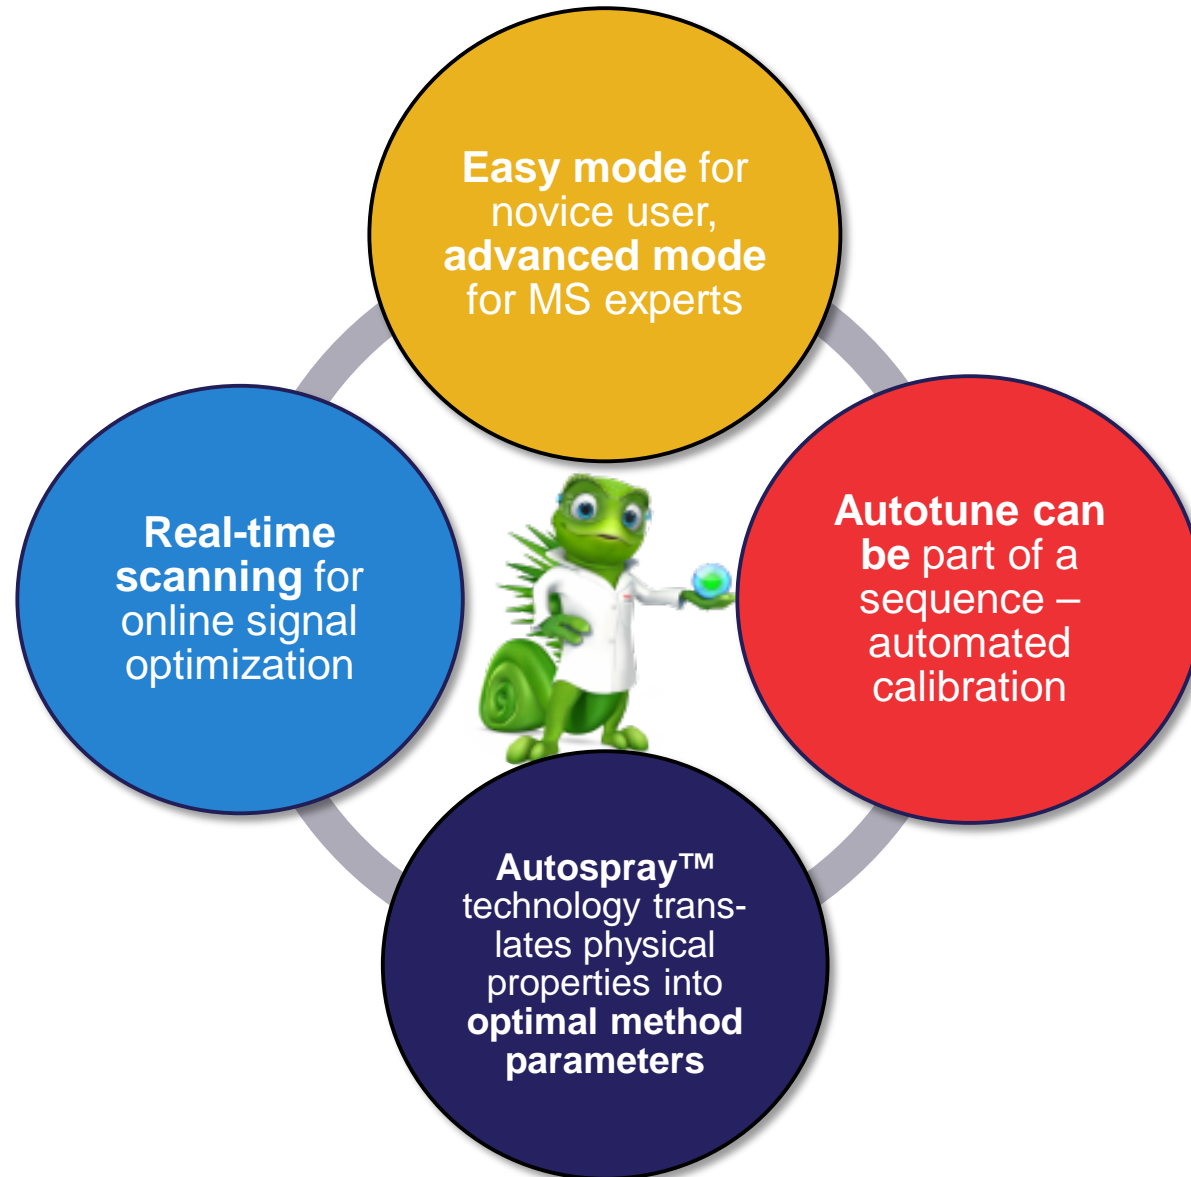 Easy mode for
novice user,
advanced mode
for MS experts
Real-time
scanning for
online signal
optimization
Autotune can
be part of a
sequence –
automated
calibration
Autospray™
technology trans-
lates physical
properties into
optimal method
parameters